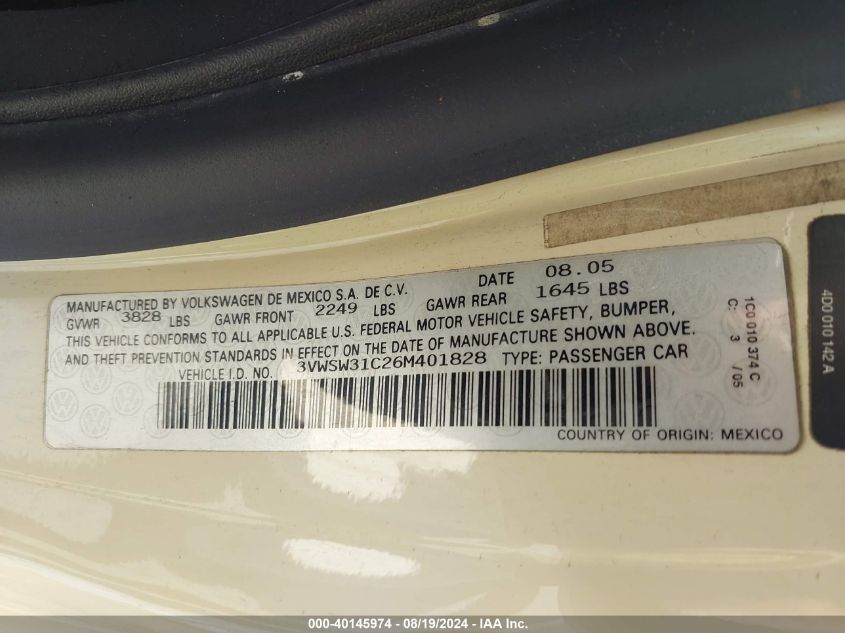 MANUFACTURED BY VOLKSWAGEN DE MEXICO S.A. DE C.V. DATE 08.05
GVWR 3828 LBS GAWR FRONT 2249 LBS GAWR REAR 1645 LBS
THIS VEHICLE CONFORMS TO ALL APPLICABLE U.S. FEDERAL MOTOR VEHICLE SAFETY, BUMPER,
AND THEFT PREVENTION STANDARDS IN EFFECT ON THE DATE OF MANUFACTURE SHOWN ABOVE.
VEHICLE I.D. NO. 3VWSW31C26M401828 TYPE: PASSENGER CAR
COUNTRY OF ORIGIN: MEXICO
1C0 010 374 C
C: 3 / 05
4D0 010 142 A
000-40145974 | 08/19/2024 | IAA Inc.